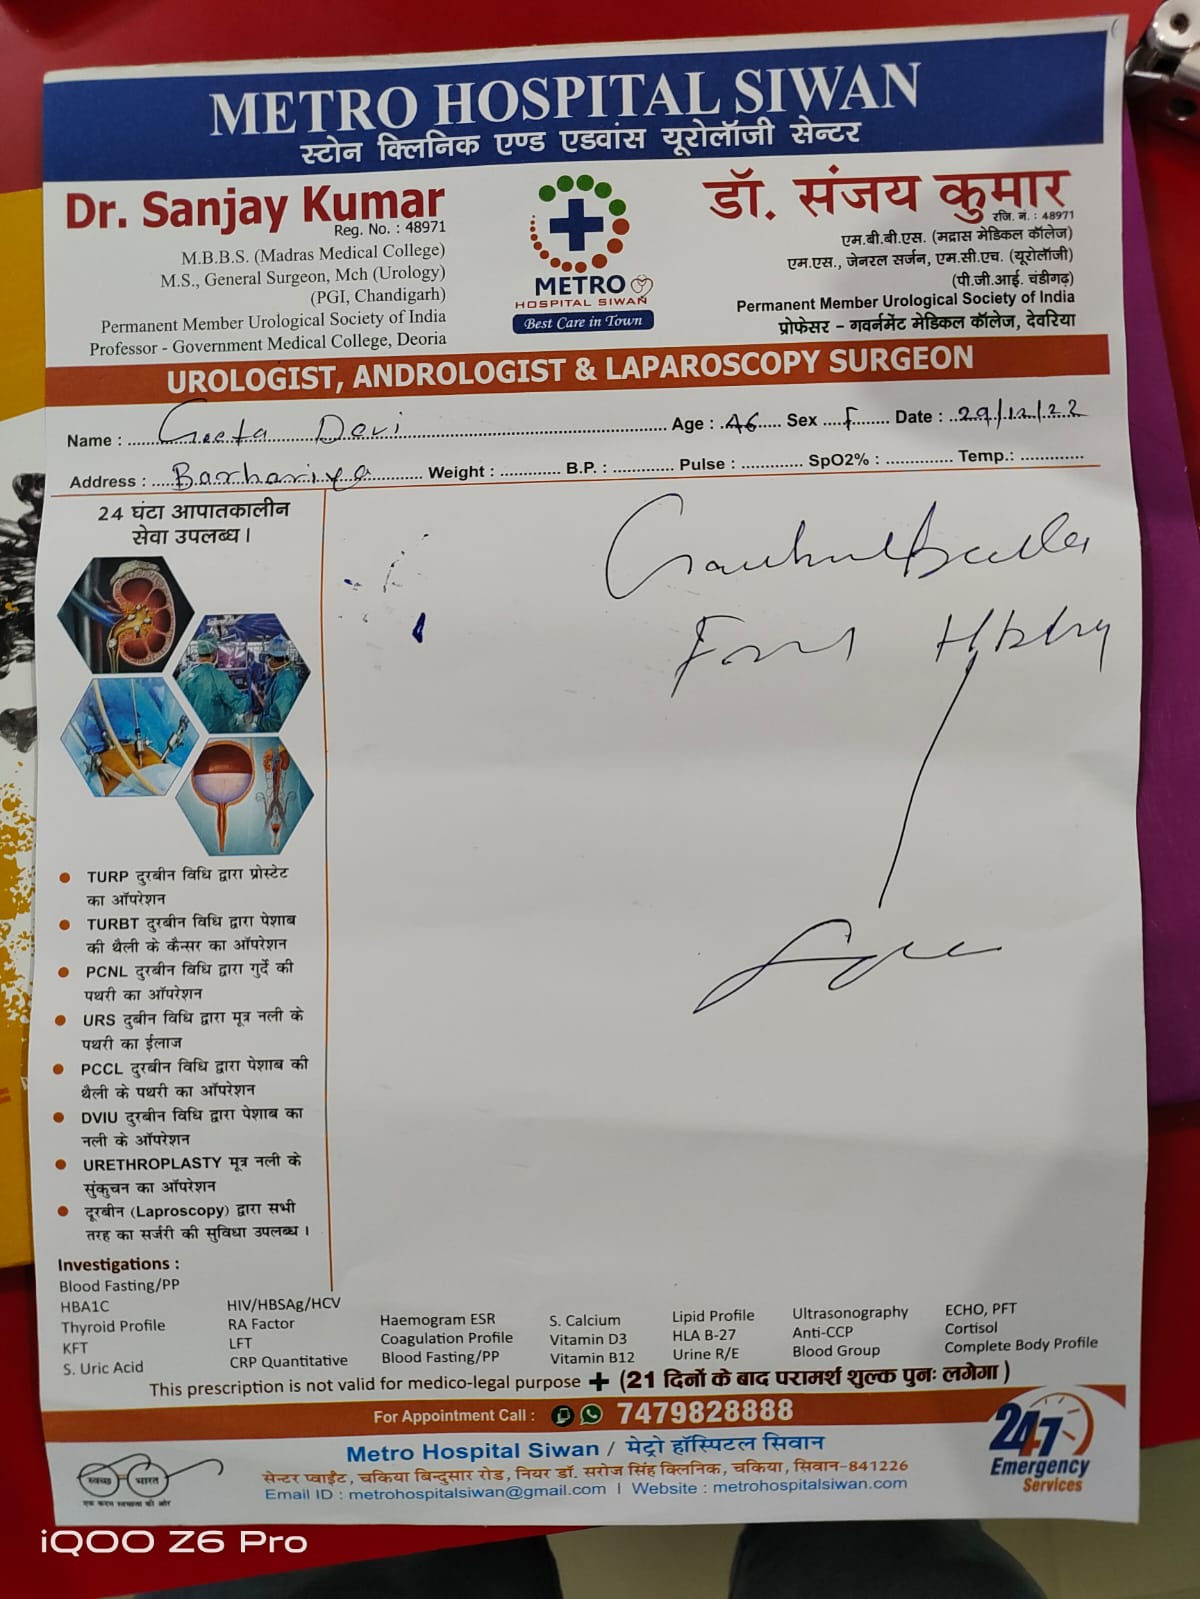 METRO HOSPITAL SIWAN
स्टोन क्लिनिक एण्ड एडवांस यूरोलॉजी सेन्टर
Dr. Sanjay Kumar
Reg. No. : 48971
M.B.B.S. (Madras Medical College)
M.S., General Surgeon, Mch (Urology)
(PGI, Chandigarh)
Permanent Member Urological Society of India
Professor - Government Medical College, Deoria
METRO
HOSPITAL SIWAN
Best Care in Town
डॉ. संजय कुमार
रजि. नं. : 48971
एम.बी.बी.एस. (मद्रास मेडिकल कॉलेज)
एम.एस., जेनरल सर्जन, एम.सी.एच. (यूरोलॉजी)
(पी.जी.आई. चंडीगढ़)
Permanent Member Urological Society of India
प्रोफेसर – गवर्नमेंट मेडिकल कॉलेज, देवरिया
UROLOGIST, ANDROLOGIST & LAPAROSCOPY SURGEON
Name : Geeta Devi Age : 46 Sex F Date : 29/12/22
Address : Barhariya Weight : B.P. : Pulse : SpO2% : Temp.:
24 घंटा आपातकालीन
सेवा उपलब्ध।
Gallbladder
For Histology
TURP दुरबीन विधि द्वारा प्रोस्टेट
का ऑपरेशन
TURBT दुरबीन विधि द्वारा पेशाब
की थैली के कैन्सर का ऑपरेशन
PCNL दुरबीन विधि द्वारा गुर्दे की
पथरी का ऑपरेशन
URS दुबीन विधि द्वारा मूत्र नली के
पथरी का ईलाज
PCCL दुरबीन विधि द्वारा पेशाब की
थैली के पथरी का ऑपरेशन
DVIU दुरबीन विधि द्वारा पेशाब का
नली के ऑपरेशन
URETHROPLASTY मूत्र नली के
सुंकुचन का ऑपरेशन
दूरबीन (Laproscopy) द्वारा सभी
तरह का सर्जरी की सुविधा उपलब्ध ।
Investigations :
Blood Fasting/PP
HBA1C
Thyroid Profile
KFT
S. Uric Acid
HIV/HBSAg/HCV
RA Factor
LFT
CRP Quantitative
Haemogram ESR
Coagulation Profile
Blood Fasting/PP
S. Calcium
Vitamin D3
Vitamin B12
Lipid Profile
HLA B-27
Urine R/E
Ultrasonography
Anti-CCP
Blood Group
ECHO, PFT
Cortisol
Complete Body Profile
This prescription is not valid for medico-legal purpose + (21 दिनों के बाद परामर्श शुल्क पुनः लगेगा )
For Appointment Call : 7479828888
Metro Hospital Siwan / मेट्रो हॉस्पिटल सिवान
सेन्टर प्वाईंट, चकिया बिन्दुसार रोड, नियर डॉ. सरोज सिंह क्लिनिक, चकिया, सिवान-841226
Email ID : metrohospitalsiwan@gmail.com | Website : metrohospitalsiwan.com
24x7
Emergency
Services
स्वच्छ भारत
एक कदम स्वच्छता की ओर
iQOO Z6 Pro